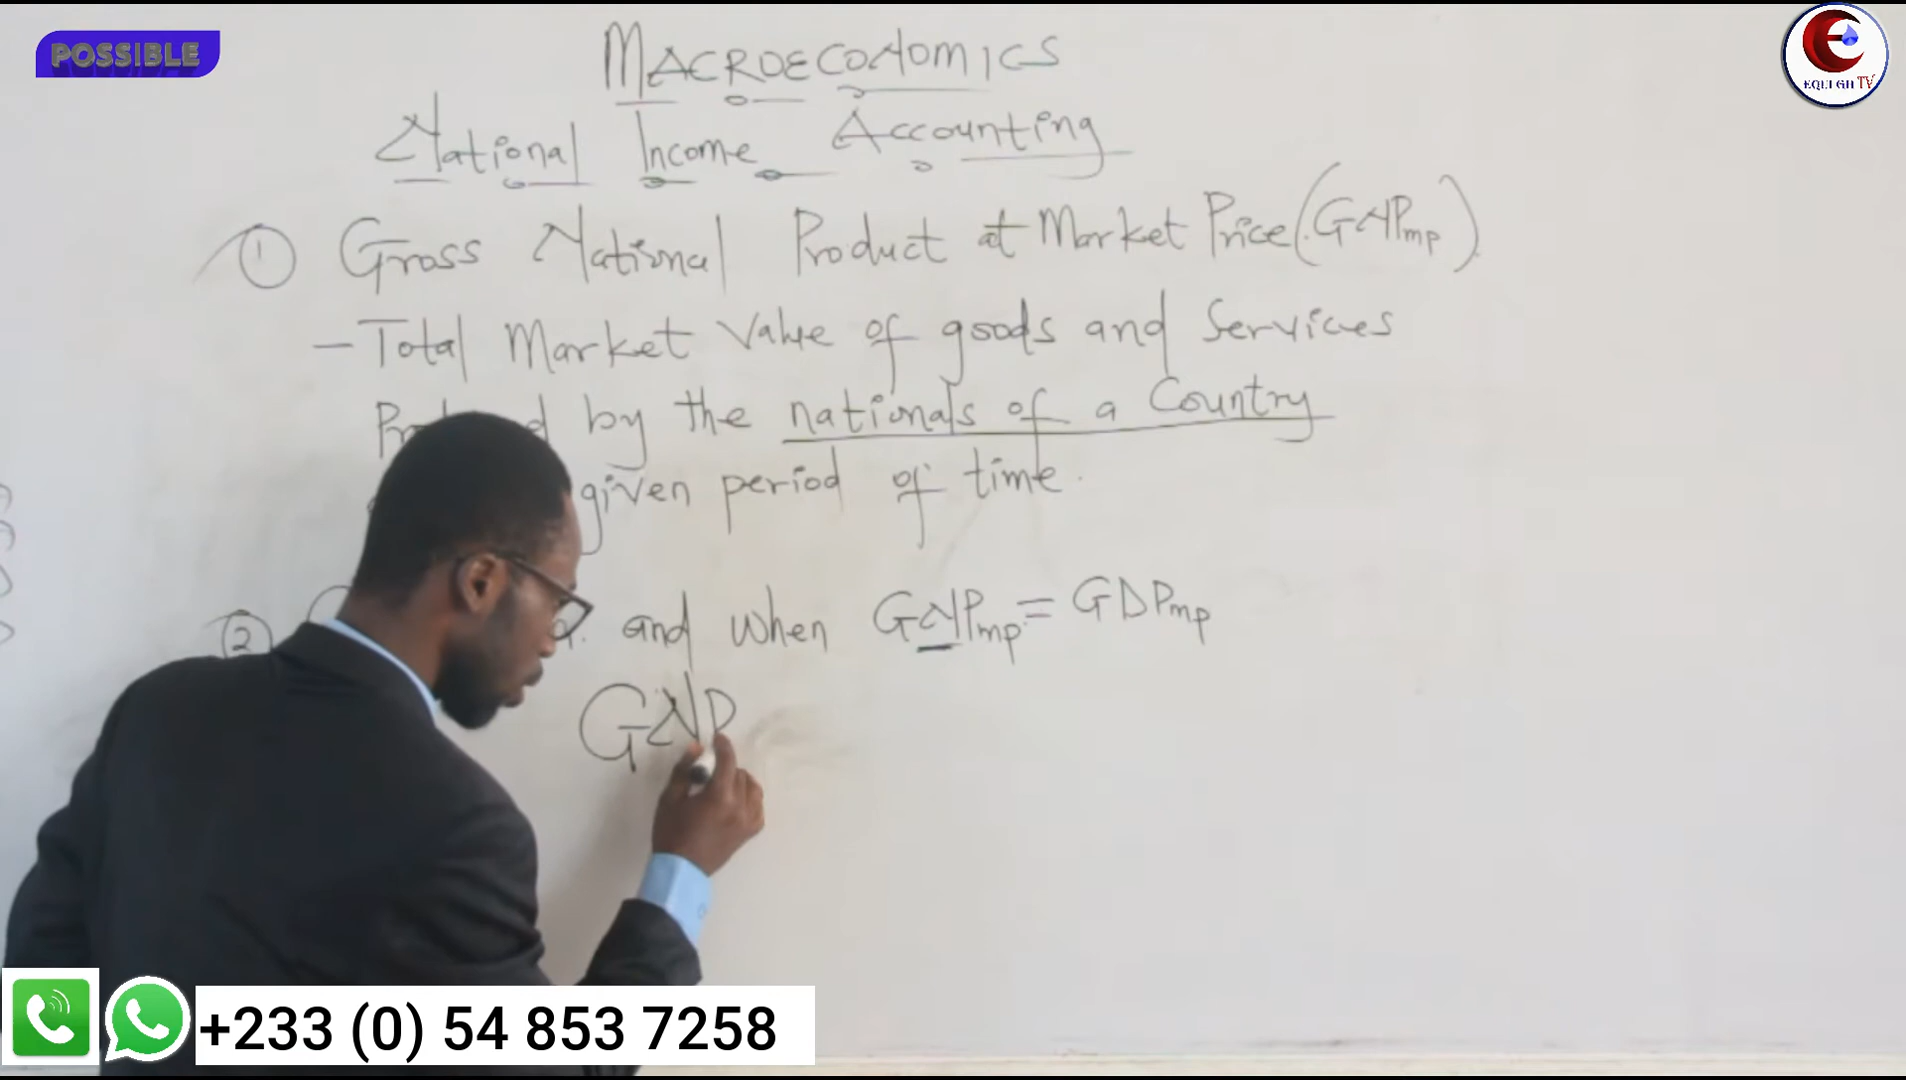 POSSIBLE
EQUI GH TV
MACROECONOMICS
National Income Accounting
① Gross National Product at Market Price (GNPmp)
- Total Market Value of goods and Services
by the nationals of a Country
given period of time.
② and when GNPmp = GDPmp
GNP
+233 (0) 54 853 7258